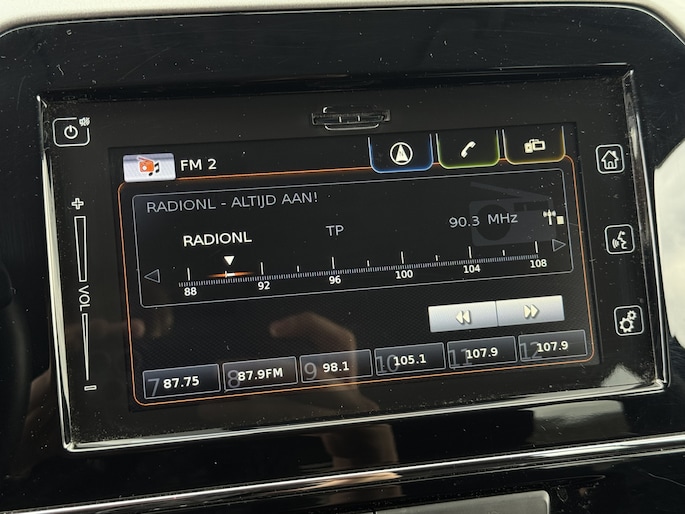 FM 2
RADIONL - ALTIJD AAN!
RADIONL TP 90.3 MHz
88 92 96 100 104 108
7 87.75 8 87.9FM 9 98.1 10 105.1 11 107.9 12 107.9
+
VOL
-